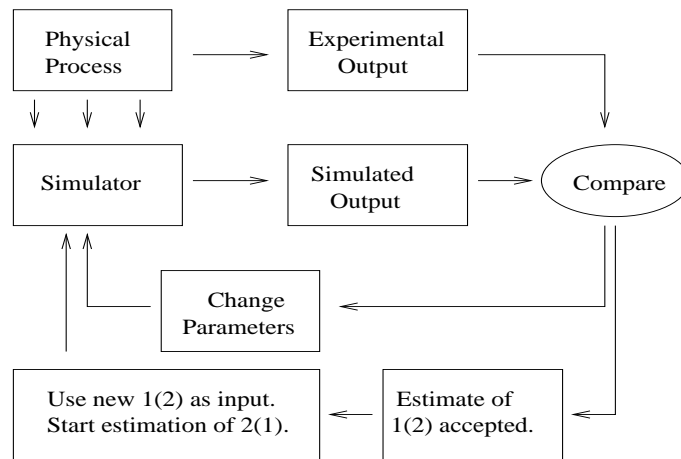 Physical
Process
Experimental
Output
Simulator
Simulated
Output
Compare
Change
Parameters
Use new 1(2) as input.
Start estimation of 2(1).
Estimate of
1(2) accepted.